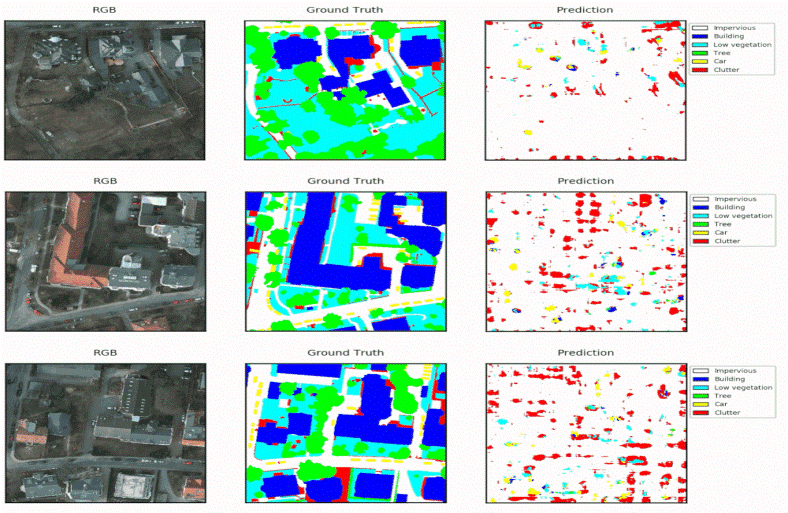 RGB
Ground Truth
Prediction
Impervious
Building
Low vegetation
Tree
Car
Clutter
RGB
Ground Truth
Prediction
Impervious
Building
Low vegetation
Tree
Car
Clutter
RGB
Ground Truth
Prediction
Impervious
Building
Low vegetation
Tree
Car
Clutter